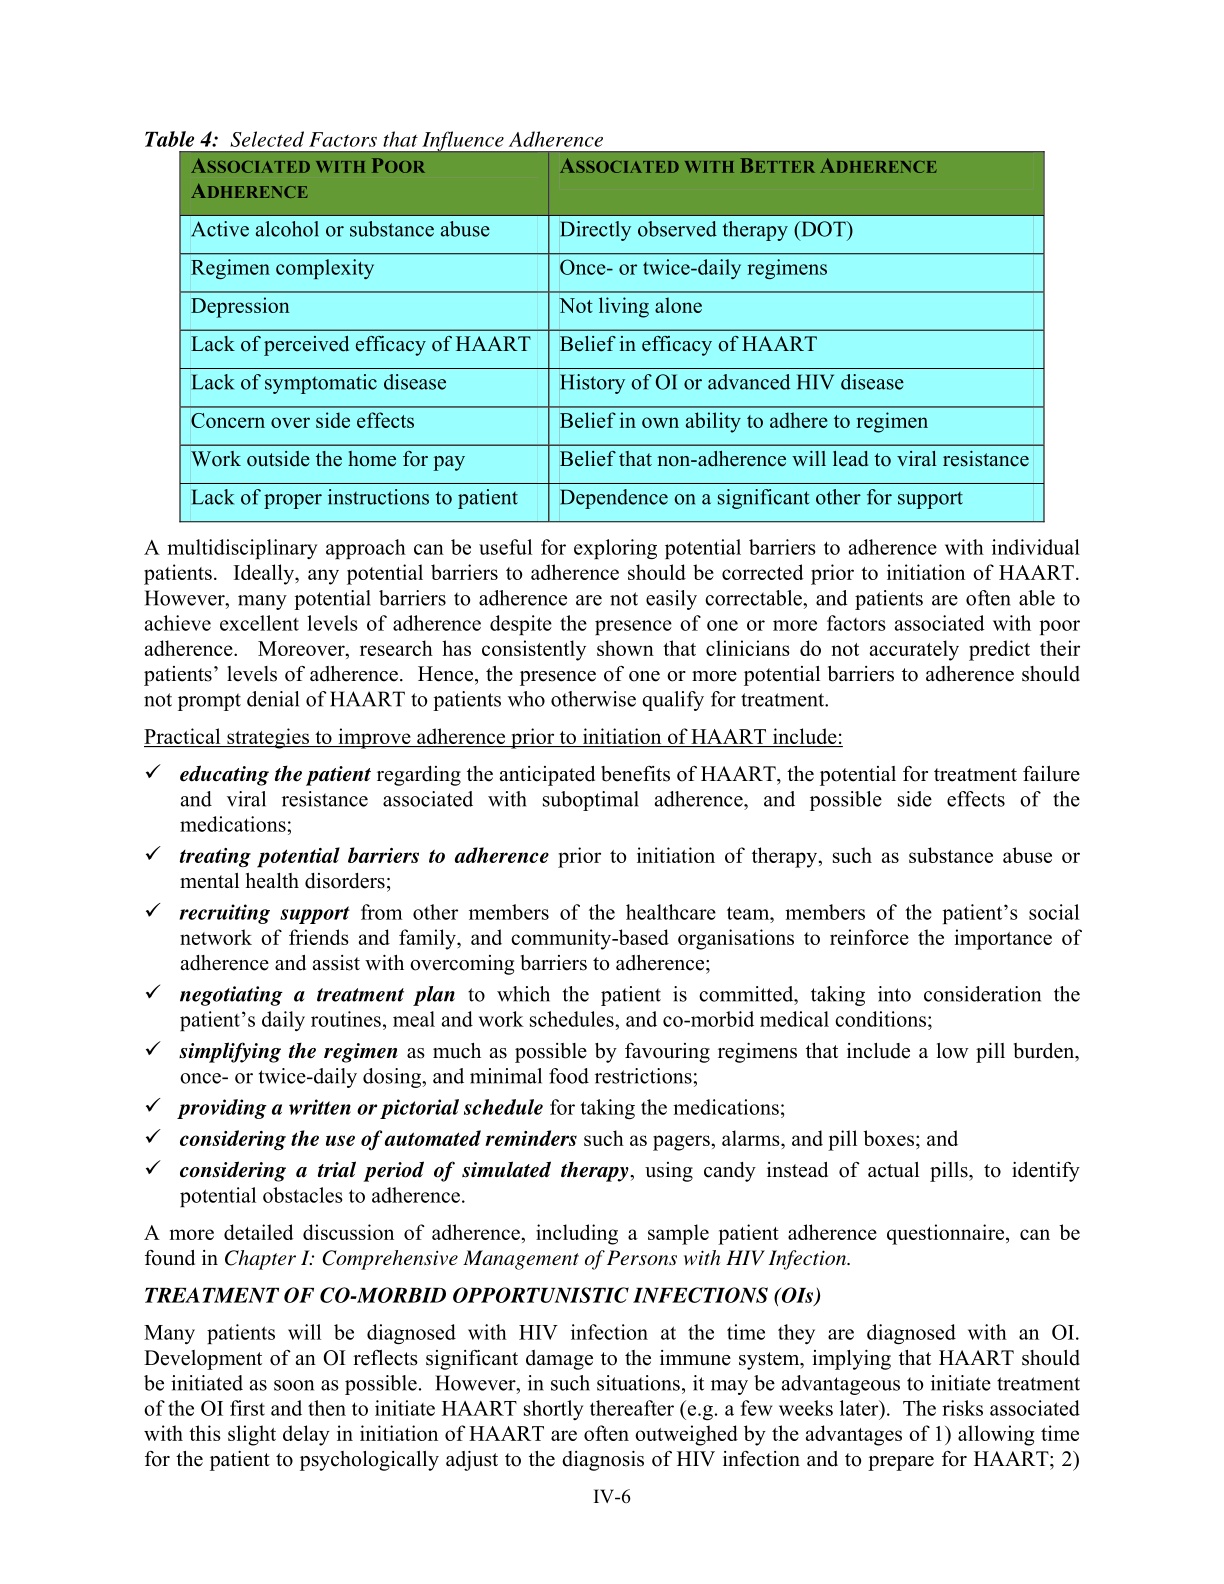 Table 4: Selected Factors that Influence Adherence
ASSOCIATED WITH POOR
ADHERENCE
ASSOCIATED WITH BETTER ADHERENCE
Active alcohol or substance abuse
Directly observed therapy (DOT)
Regimen complexity
Once- or twice-daily regimens
Depression
Not living alone
Lack of perceived efficacy of HAART
Belief in efficacy of HAART
Lack of symptomatic disease
History of OI or advanced HIV disease
Concern over side effects
Belief in own ability to adhere to regimen
Work outside the home for pay
Belief that non-adherence will lead to viral resistance
Lack of proper instructions to patient
Dependence on a significant other for support
A multidisciplinary approach can be useful for exploring potential barriers to adherence with individual
patients. Ideally, any potential barriers to adherence should be corrected prior to initiation of HAART.
However, many potential barriers to adherence are not easily correctable, and patients are often able to
achieve excellent levels of adherence despite the presence of one or more factors associated with poor
adherence. Moreover, research has consistently shown that clinicians do not accurately predict their
patients’ levels of adherence. Hence, the presence of one or more potential barriers to adherence should
not prompt denial of HAART to patients who otherwise qualify for treatment.
Practical strategies to improve adherence prior to initiation of HAART include:
✓ educating the patient regarding the anticipated benefits of HAART, the potential for treatment failure
and viral resistance associated with suboptimal adherence, and possible side effects of the
medications;
✓ treating potential barriers to adherence prior to initiation of therapy, such as substance abuse or
mental health disorders;
✓ recruiting support from other members of the healthcare team, members of the patient’s social
network of friends and family, and community-based organisations to reinforce the importance of
adherence and assist with overcoming barriers to adherence;
✓ negotiating a treatment plan to which the patient is committed, taking into consideration the
patient’s daily routines, meal and work schedules, and co-morbid medical conditions;
✓ simplifying the regimen as much as possible by favouring regimens that include a low pill burden,
once- or twice-daily dosing, and minimal food restrictions;
✓ providing a written or pictorial schedule for taking the medications;
✓ considering the use of automated reminders such as pagers, alarms, and pill boxes; and
✓ considering a trial period of simulated therapy, using candy instead of actual pills, to identify
potential obstacles to adherence.
A more detailed discussion of adherence, including a sample patient adherence questionnaire, can be
found in Chapter I: Comprehensive Management of Persons with HIV Infection.
TREATMENT OF CO-MORBID OPPORTUNISTIC INFECTIONS (OIs)
Many patients will be diagnosed with HIV infection at the time they are diagnosed with an OI.
Development of an OI reflects significant damage to the immune system, implying that HAART should
be initiated as soon as possible. However, in such situations, it may be advantageous to initiate treatment
of the OI first and then to initiate HAART shortly thereafter (e.g. a few weeks later). The risks associated
with this slight delay in initiation of HAART are often outweighed by the advantages of 1) allowing time
for the patient to psychologically adjust to the diagnosis of HIV infection and to prepare for HAART; 2)
IV-6